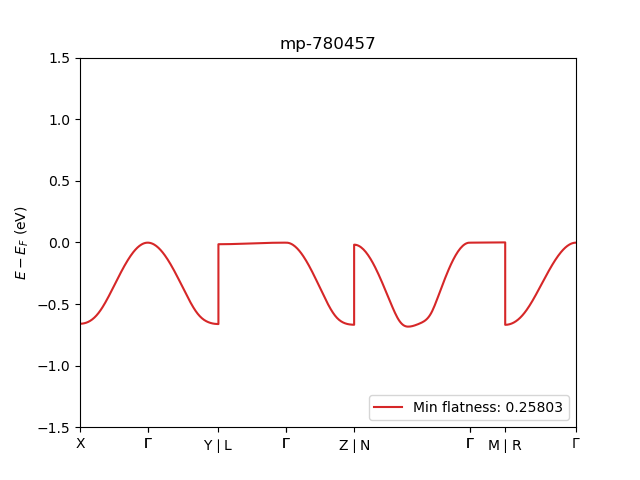 mp-780457
E − E_F (eV)
1.5
1.0
0.5
0.0
−0.5
−1.0
−1.5
Min flatness: 0.25803
X Γ Y | L Γ Z | N Γ M | R Γ